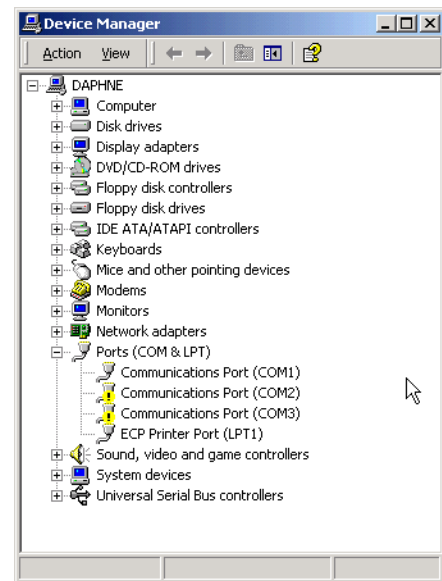 Device Manager
Action View
DAPHNE
Computer
Disk drives
Display adapters
DVD/CD-ROM drives
Floppy disk controllers
Floppy disk drives
IDE ATA/ATAPI controllers
Keyboards
Mice and other pointing devices
Modems
Monitors
Network adapters
Ports (COM & LPT)
Communications Port (COM1)
Communications Port (COM2)
Communications Port (COM3)
ECP Printer Port (LPT1)
Sound, video and game controllers
System devices
Universal Serial Bus controllers